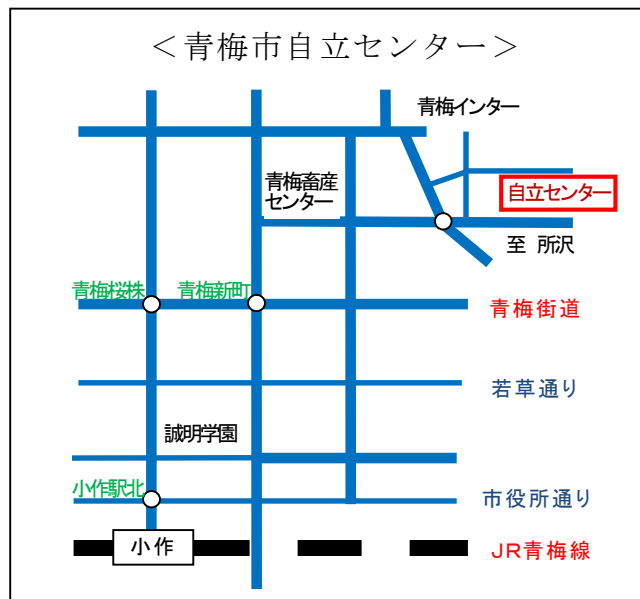 ＜青梅市自立センター＞
青梅インター
青梅畜産
センター
自立センター
至 所沢
青梅桜株
青梅新町
青梅街道
若草通り
誠明学園
小作駅北
市役所通り
小作
ＪＲ青梅線